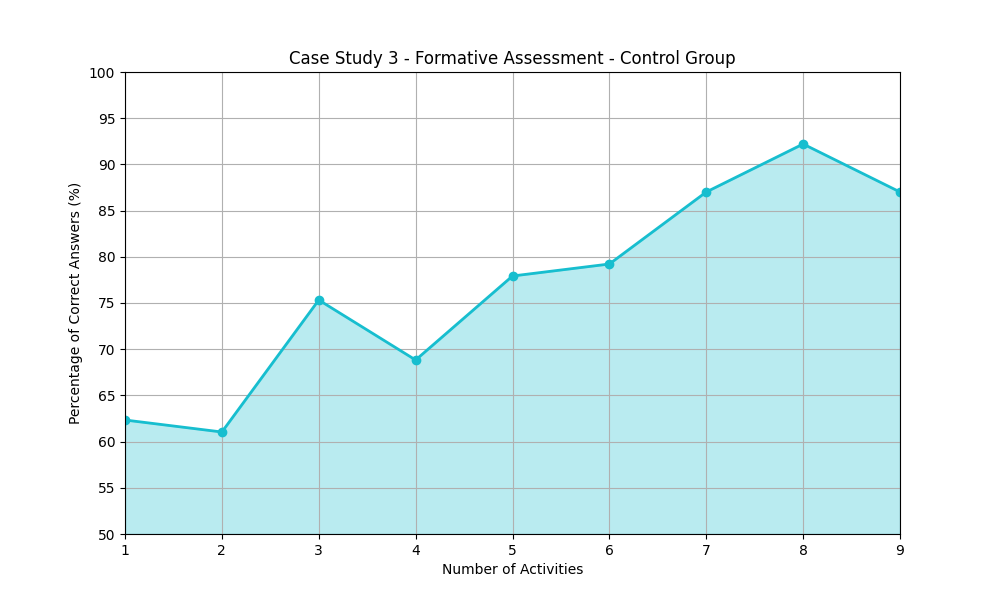 Case Study 3 - Formative Assessment - Control Group
100
95
90
85
80
75
70
65
60
55
50
Percentage of Correct Answers (%)
1 2 3 4 5 6 7 8 9
Number of Activities